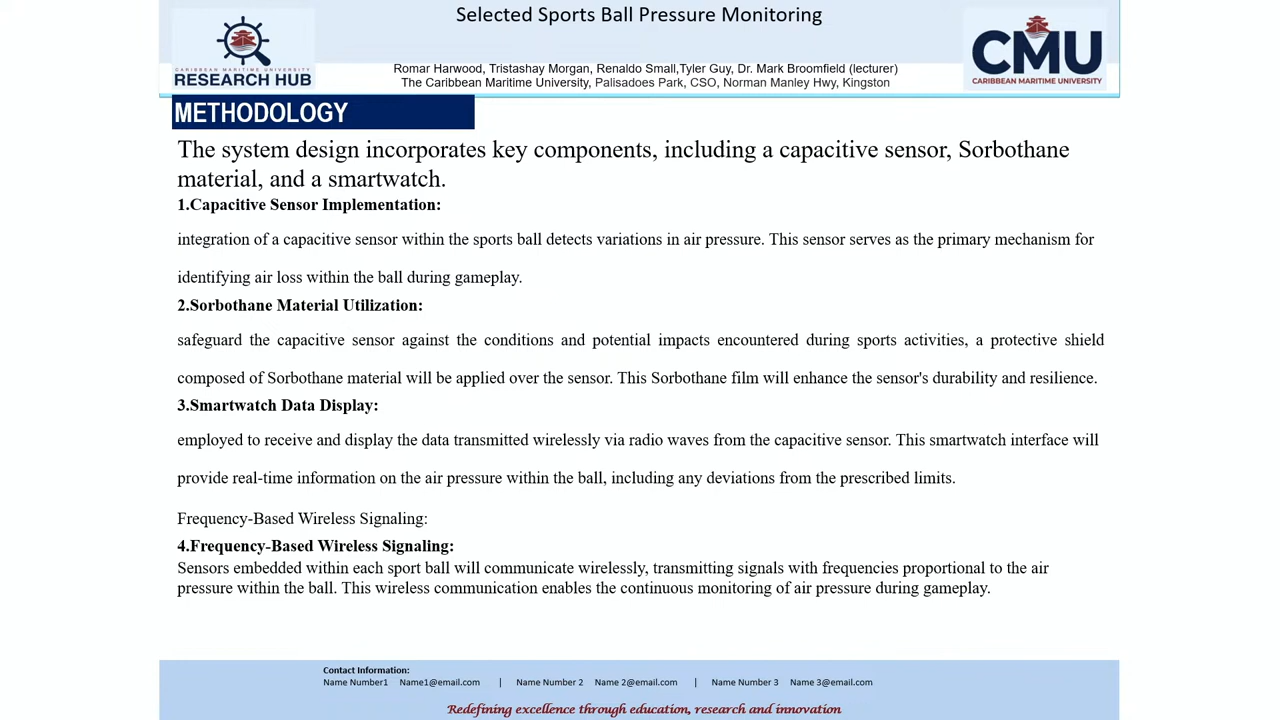 Selected Sports Ball Pressure Monitoring
CARIBBEAN MARITIME UNIVERSITY
RESEARCH HUB
Romar Harwood, Tristashay Morgan, Renaldo Small,Tyler Guy, Dr. Mark Broomfield (lecturer)
The Caribbean Maritime University, Palisadoes Park, CSO, Norman Manley Hwy, Kingston
CMU
CARIBBEAN MARITIME UNIVERSITY
METHODOLOGY
The system design incorporates key components, including a capacitive sensor, Sorbothane
material, and a smartwatch.
1.Capacitive Sensor Implementation:
integration of a capacitive sensor within the sports ball detects variations in air pressure. This sensor serves as the primary mechanism for
identifying air loss within the ball during gameplay.
2.Sorbothane Material Utilization:
safeguard the capacitive sensor against the conditions and potential impacts encountered during sports activities, a protective shield
composed of Sorbothane material will be applied over the sensor. This Sorbothane film will enhance the sensor's durability and resilience.
3.Smartwatch Data Display:
employed to receive and display the data transmitted wirelessly via radio waves from the capacitive sensor. This smartwatch interface will
provide real-time information on the air pressure within the ball, including any deviations from the prescribed limits.
Frequency-Based Wireless Signaling:
4.Frequency-Based Wireless Signaling:
Sensors embedded within each sport ball will communicate wirelessly, transmitting signals with frequencies proportional to the air
pressure within the ball. This wireless communication enables the continuous monitoring of air pressure during gameplay.
Contact Information:
Name Number1 Name1@email.com | Name Number 2 Name 2@email.com | Name Number 3 Name 3@email.com
Redefining excellence through education, research and innovation